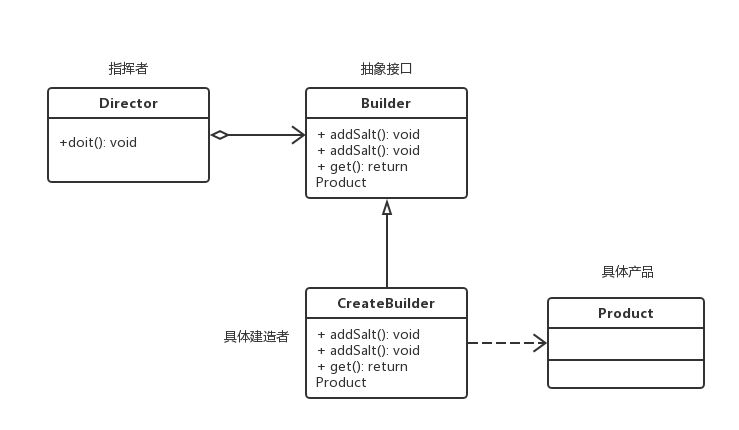 指挥者
抽象接口
Director
+doit(): void
Builder
+ addSalt(): void
+ addSalt(): void
+ get(): return
Product
具体产品
具体建造者
CreateBuilder
+ addSalt(): void
+ addSalt(): void
+ get(): return
Product
Product